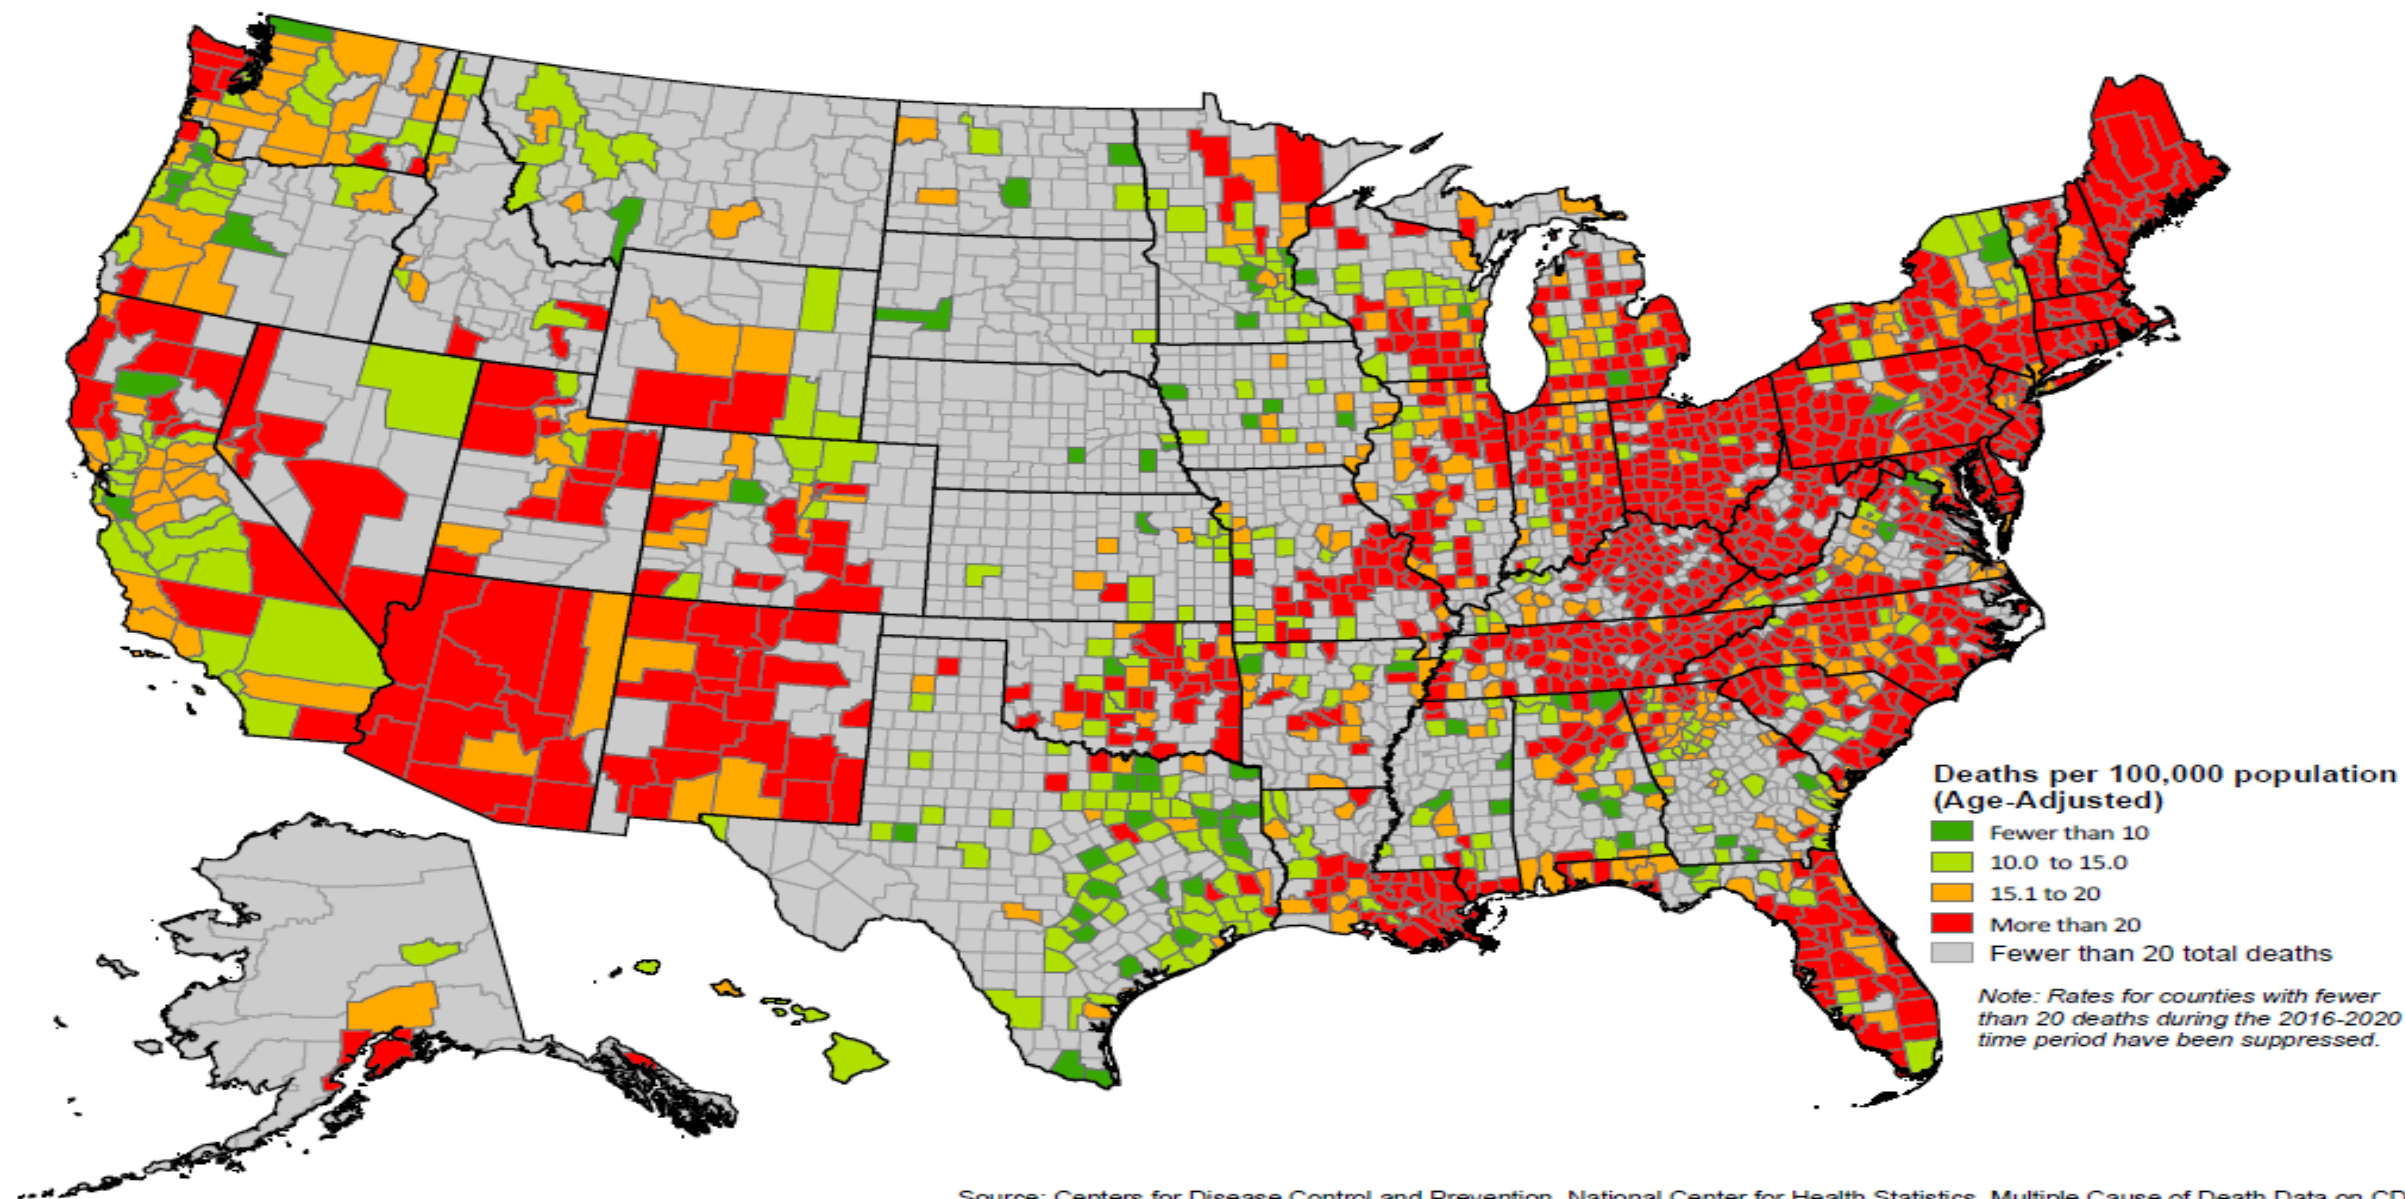 Deaths per 100,000 population
(Age-Adjusted)
Fewer than 10
10.0 to 15.0
15.1 to 20
More than 20
Fewer than 20 total deaths
Note: Rates for counties with fewer
than 20 deaths during the 2016-2020
time period have been suppressed.
Source: Centers for Disease Control and Prevention, National Center for Health Statistics, Multiple Cause of Death Data on